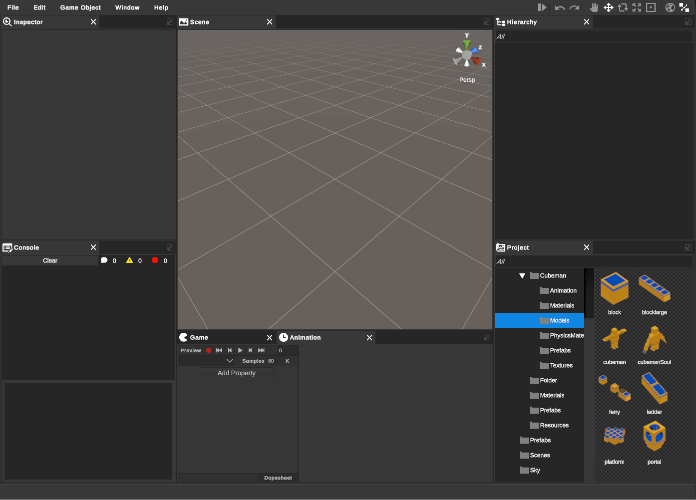 File Edit Game Object Window Help
Inspector
Scene
Y
Z
X
Persp
Hierarchy
All
Console
Clear 0 0 0
Game
Animation
Preview 0
Samples 60 K
Add Property
Dopesheet
Project
All
Cubeman
Animation
Materials
Models
PhysicsMate
Prefabs
Textures
Folder
Materials
Prefabs
Resources
Prefabs
Scenes
Sky
block blocklarge
cubeman cubemanSoul
ferry ladder
platform portal